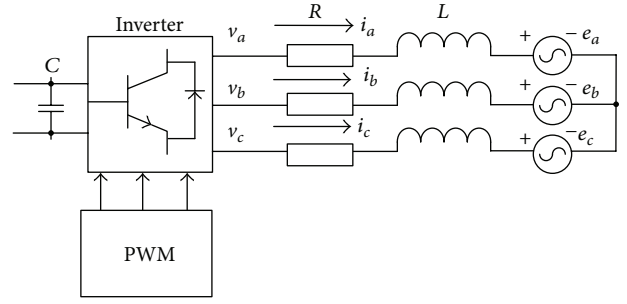 Inverter
C
v_a
R
i_a
L
+
− e_a
v_b
i_b
+
− e_b
v_c
i_c
+
− e_c
PWM